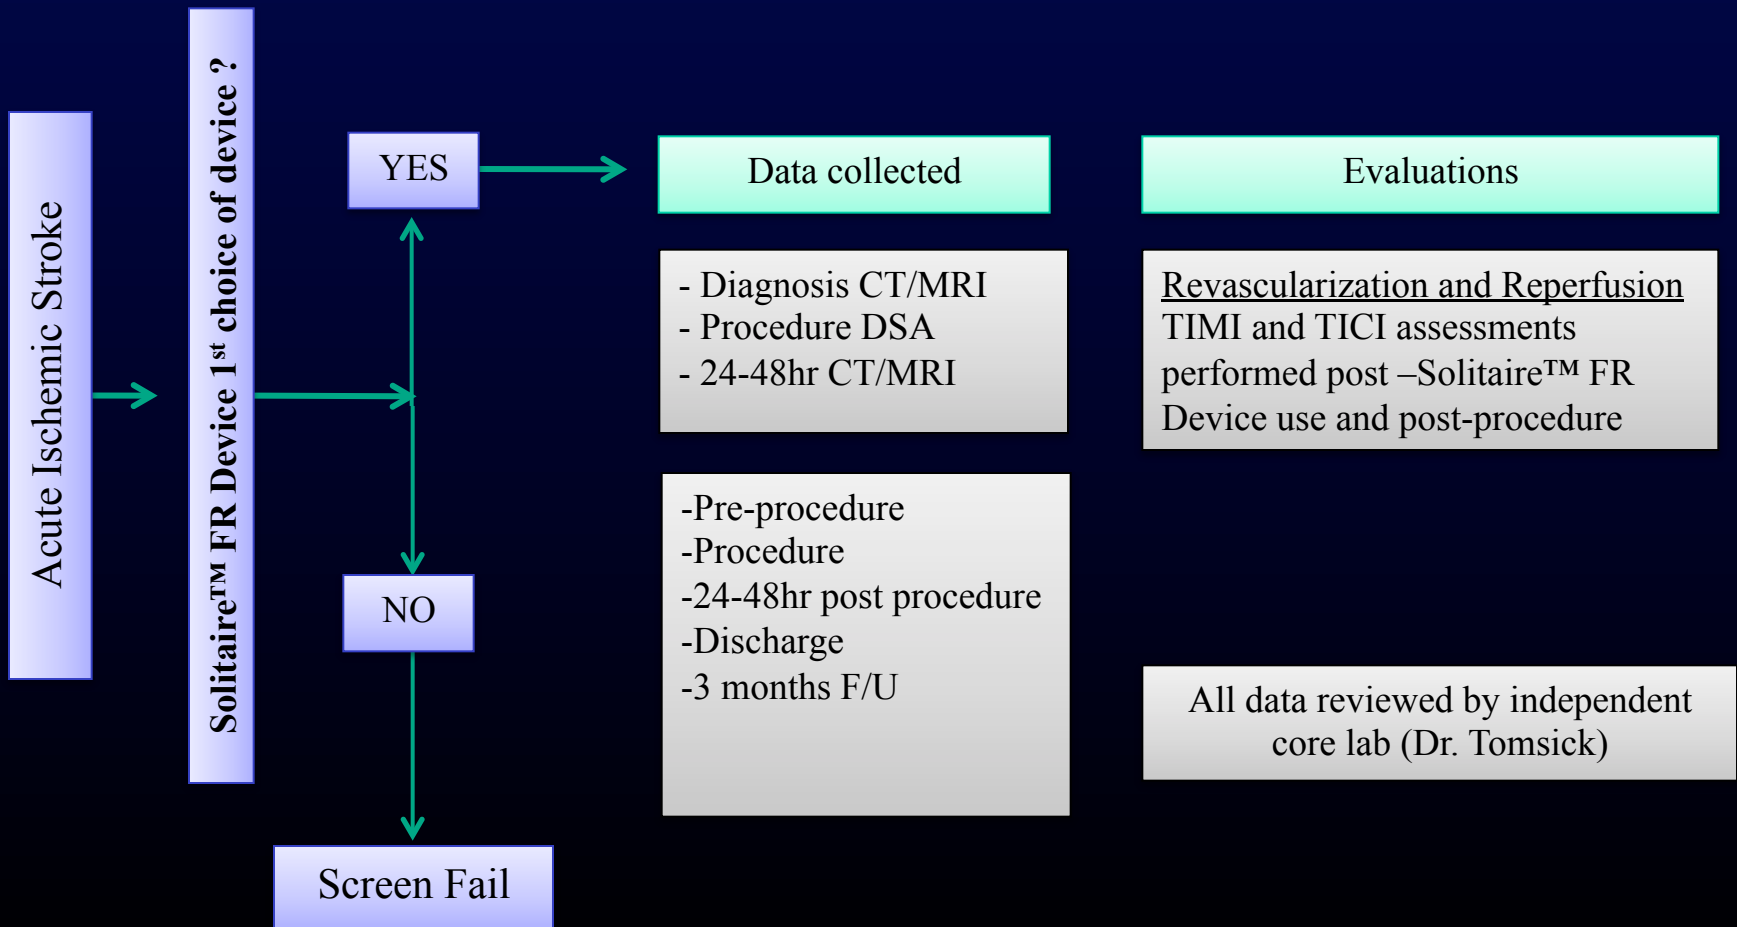 Acute Ischemic Stroke
Solitaire™ FR Device 1st choice of device ?
YES
NO
Screen Fail
Data collected
- Diagnosis CT/MRI
- Procedure DSA
- 24-48hr CT/MRI
-Pre-procedure
-Procedure
-24-48hr post procedure
-Discharge
-3 months F/U
Evaluations
Revascularization and Reperfusion
TIMI and TICI assessments
performed post –Solitaire™ FR
Device use and post-procedure
All data reviewed by independent
core lab (Dr. Tomsick)